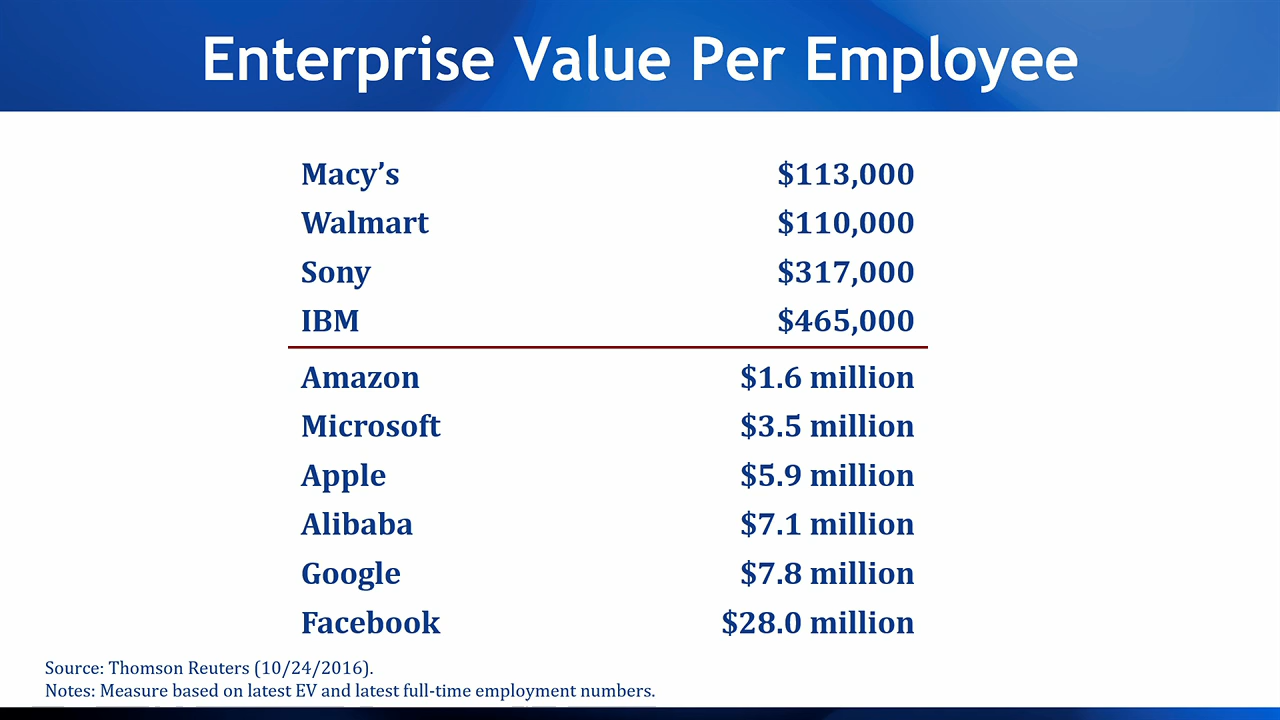 Enterprise Value Per Employee
Macy’s $113,000
Walmart $110,000
Sony $317,000
IBM $465,000
Amazon $1.6 million
Microsoft $3.5 million
Apple $5.9 million
Alibaba $7.1 million
Google $7.8 million
Facebook $28.0 million
Source: Thomson Reuters (10/24/2016).
Notes: Measure based on latest EV and latest full-time employment numbers.